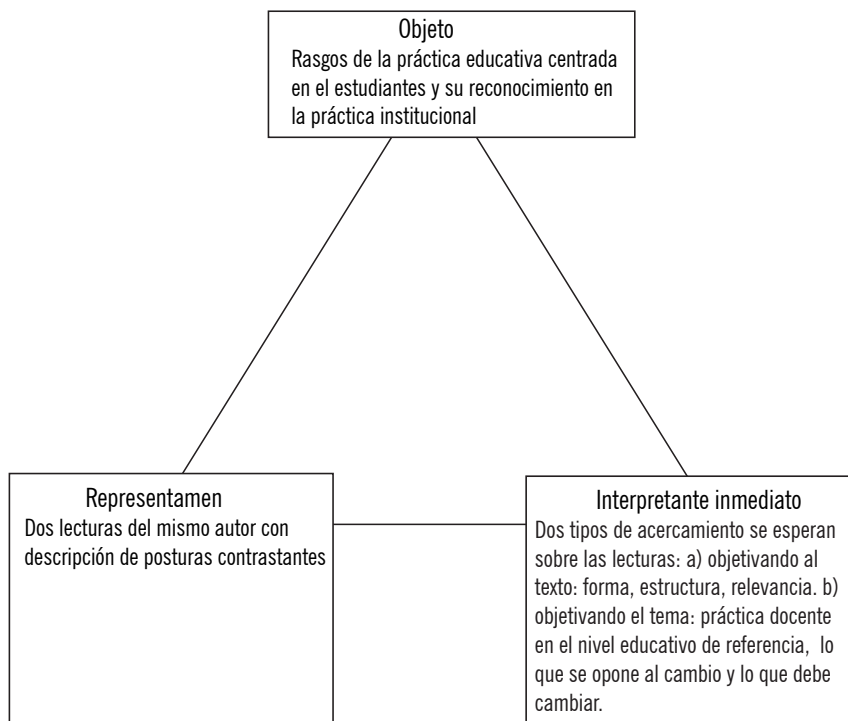 Objeto
Rasgos de la práctica educativa centrada
en el estudiantes y su reconocimiento en
la práctica institucional
Representamen
Dos lecturas del mismo autor con
descripción de posturas contrastantes
Interpretante inmediato
Dos tipos de acercamiento se esperan
sobre las lecturas: a) objetivando al
texto: forma, estructura, relevancia. b)
objetivando el tema: práctica docente
en el nivel educativo de referencia, lo
que se opone al cambio y lo que debe
cambiar.